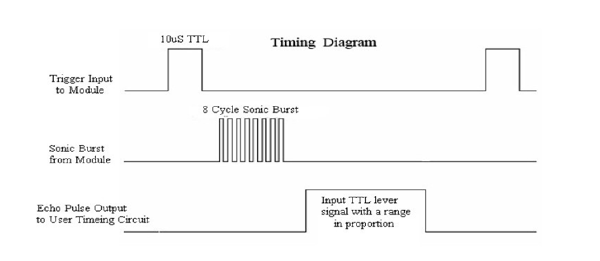 10uS TTL
Timing Diagram
Trigger Input
to Module
8 Cycle Sonic Burst
Sonic Burst
from Module
Echo Pulse Output
to User Timeing Circuit
Input TTL lever
signal with a range
in proportion